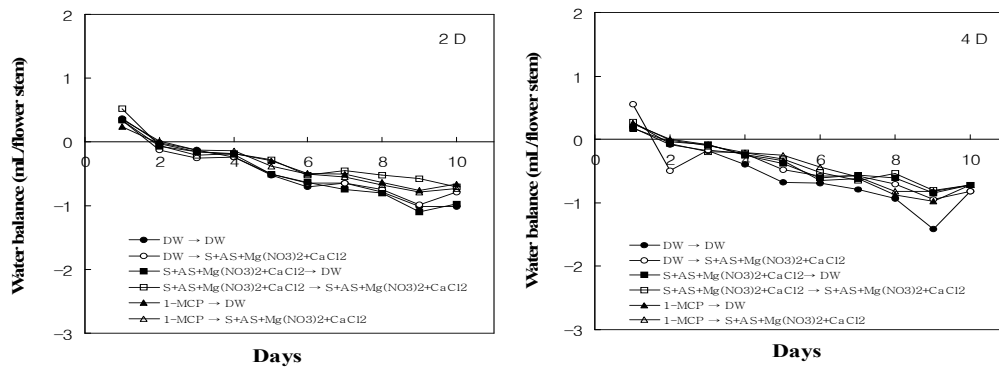 2
1
0
−1
−2
−3
0
2
4
6
8
10
2 D
Water balance (mL/flower stem)
DW → DW
DW → S+AS+Mg(NO3)2+CaCl2
S+AS+Mg(NO3)2+CaCl2→ DW
S+AS+Mg(NO3)2+CaCl2 → S+AS+Mg(NO3)2+CaCl2
1-MCP → DW
1-MCP → S+AS+Mg(NO3)2+CaCl2
Days
2
1
0
−1
−2
−3
0
2
4
6
8
10
4 D
Water balance (mL/flower stem)
DW → DW
DW → S+AS+Mg(NO3)2+CaCl2
S+AS+Mg(NO3)2+CaCl2→ DW
S+AS+Mg(NO3)2+CaCl2 → S+AS+Mg(NO3)2+CaCl2
1-MCP → DW
1-MCP → S+AS+Mg(NO3)2+CaCl2
Days